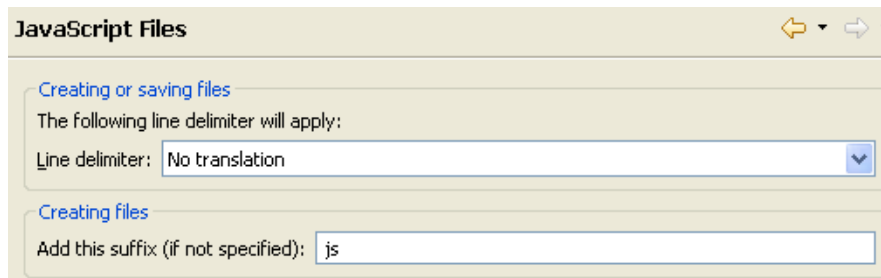 JavaScript Files
Creating or saving files
The following line delimiter will apply:
Line delimiter: No translation
Creating files
Add this suffix (if not specified): js